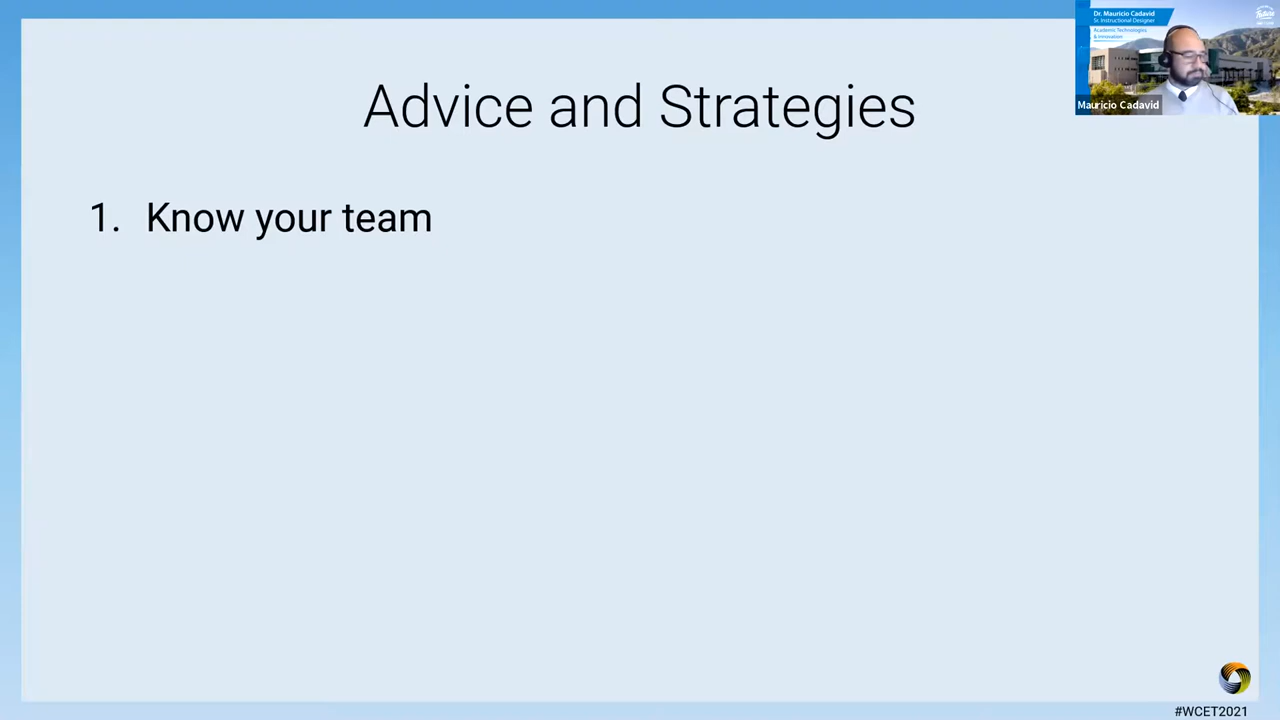 Advice and Strategies
1. Know your team
Dr. Mauricio Cadavid
Sr. Instructional Designer
Academic Technologies
& Innovation
Mauricio Cadavid
#WCET2021